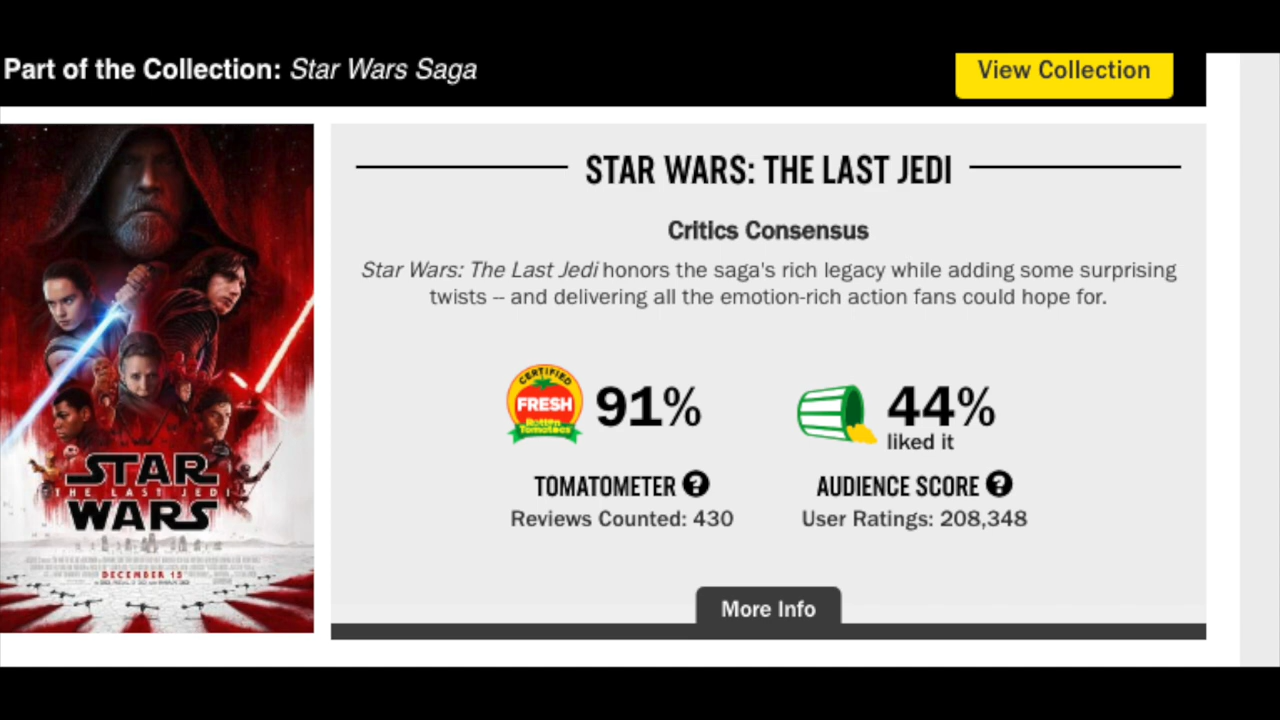 Part of the Collection: Star Wars Saga
View Collection
STAR WARS: THE LAST JEDI
Critics Consensus
Star Wars: The Last Jedi honors the saga's rich legacy while adding some surprising
twists -- and delivering all the emotion-rich action fans could hope for.
CERTIFIED
FRESH
Rotten
Tomatoes
91%
44%
liked it
TOMATOMETER ?
AUDIENCE SCORE ?
Reviews Counted: 430
User Ratings: 208,348
More Info
STAR
THE LAST JEDI
WARS
DECEMBER 15